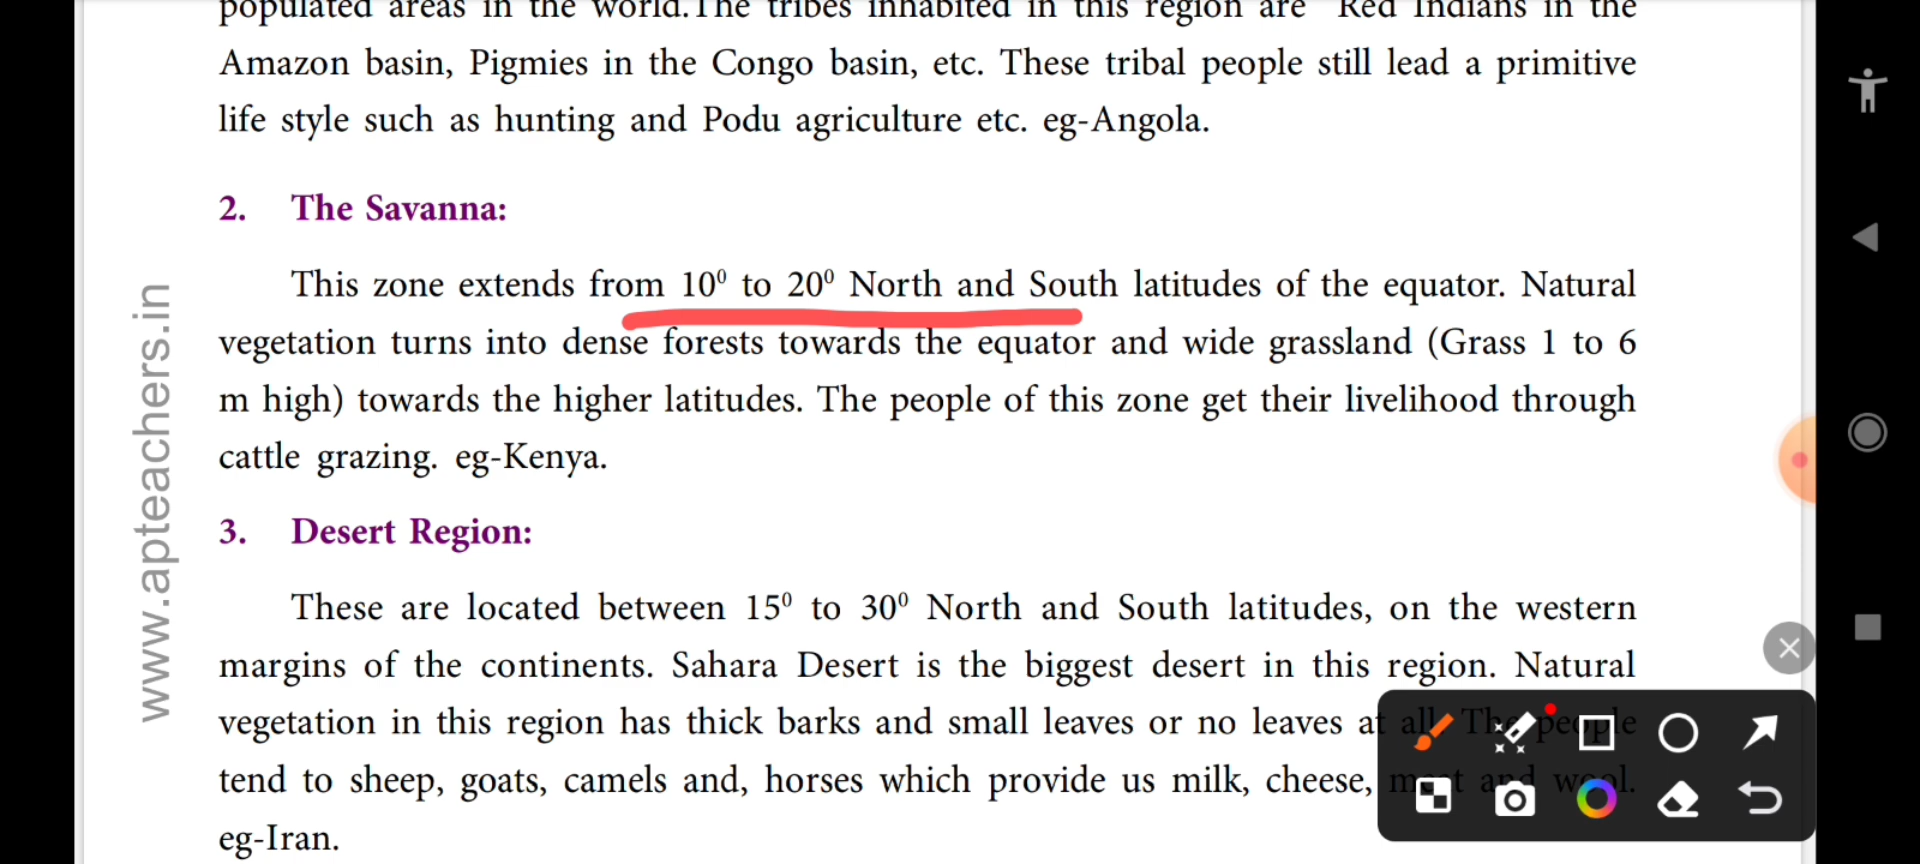 populated areas in the world.The tribes inhabited in this region are Red Indians in the
Amazon basin, Pigmies in the Congo basin, etc. These tribal people still lead a primitive
life style such as hunting and Podu agriculture etc. eg-Angola.
2. The Savanna:
This zone extends from 10⁰ to 20⁰ North and South latitudes of the equator. Natural
vegetation turns into dense forests towards the equator and wide grassland (Grass 1 to 6
m high) towards the higher latitudes. The people of this zone get their livelihood through
cattle grazing. eg-Kenya.
3. Desert Region:
These are located between 15⁰ to 30⁰ North and South latitudes, on the western
margins of the continents. Sahara Desert is the biggest desert in this region. Natural
vegetation in this region has thick barks and small leaves or no leaves at all. The people
tend to sheep, goats, camels and, horses which provide us milk, cheese, meat and wool.
eg-Iran.
www.apteachers.in